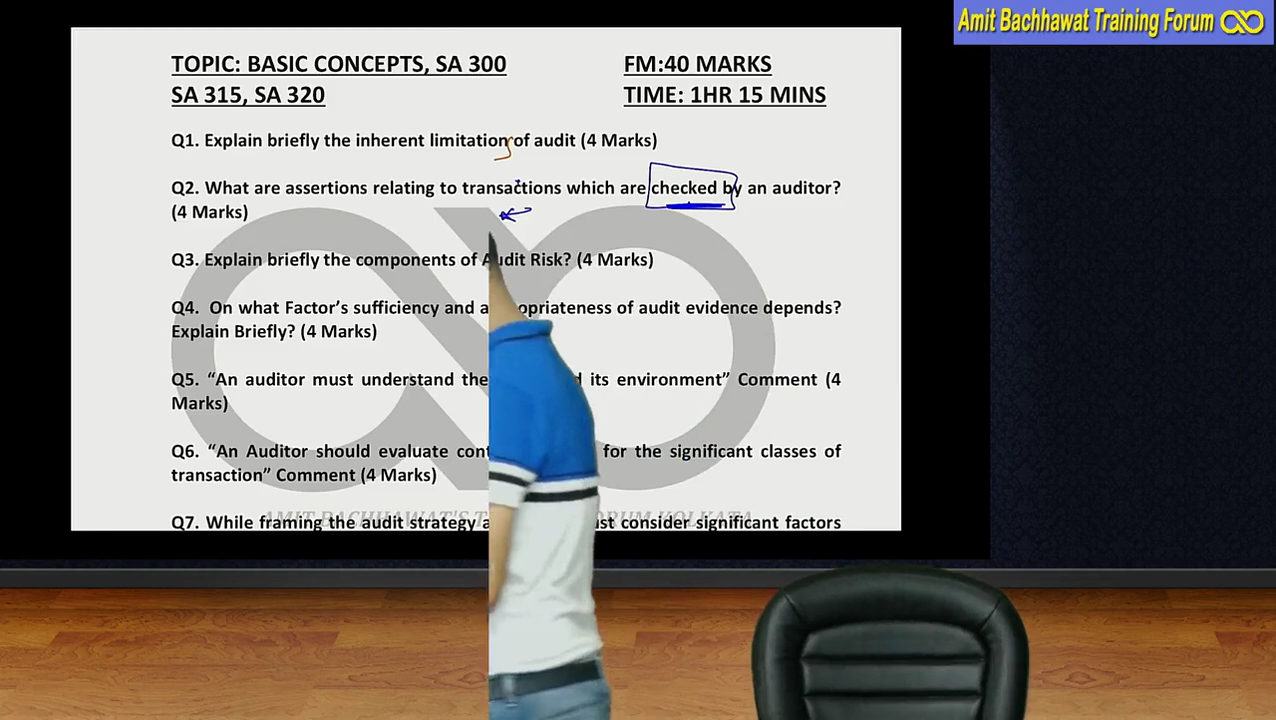 Amit Bachhawat Training Forum
TOPIC: BASIC CONCEPTS, SA 300 FM:40 MARKS
SA 315, SA 320 TIME: 1HR 15 MINS
Q1. Explain briefly the inherent limitation of audit (4 Marks)
Q2. What are assertions relating to transactions which are checked by an auditor?
(4 Marks)
Q3. Explain briefly the components of Audit Risk? (4 Marks)
Q4. On what Factor's sufficiency and a opriateness of audit evidence depends?
Explain Briefly? (4 Marks)
Q5. “An auditor must understand the its environment” Comment (4
Marks)
Q6. “An Auditor should evaluate for the significant classes of
transaction” Comment (4 Marks)
Q7. While framing the audit strategy consider significant factors